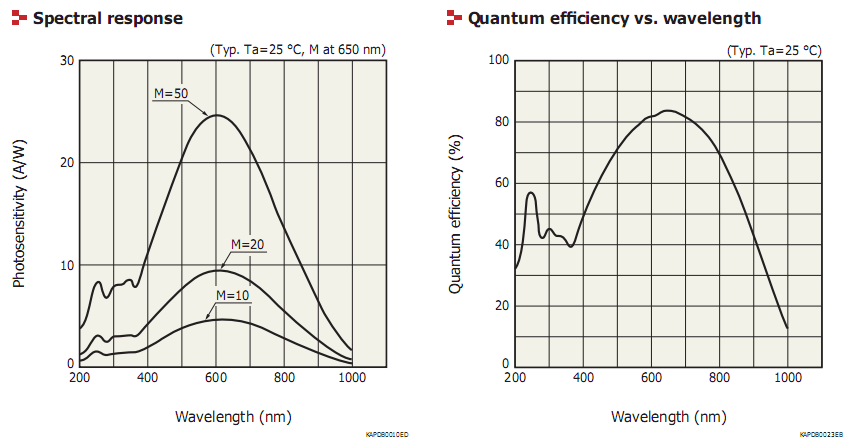 Spectral response
(Typ. Ta=25 °C, M at 650 nm)
30
20
10
0
200
400
600
800
1000
M=50
M=20
M=10
Photosensitivity (A/W)
Wavelength (nm)
KAPDB0010ED
Quantum efficiency vs. wavelength
(Typ. Ta=25 °C)
100
80
60
40
20
0
200
400
600
800
1000
Quantum efficiency (%)
Wavelength (nm)
KAPDB0023EB